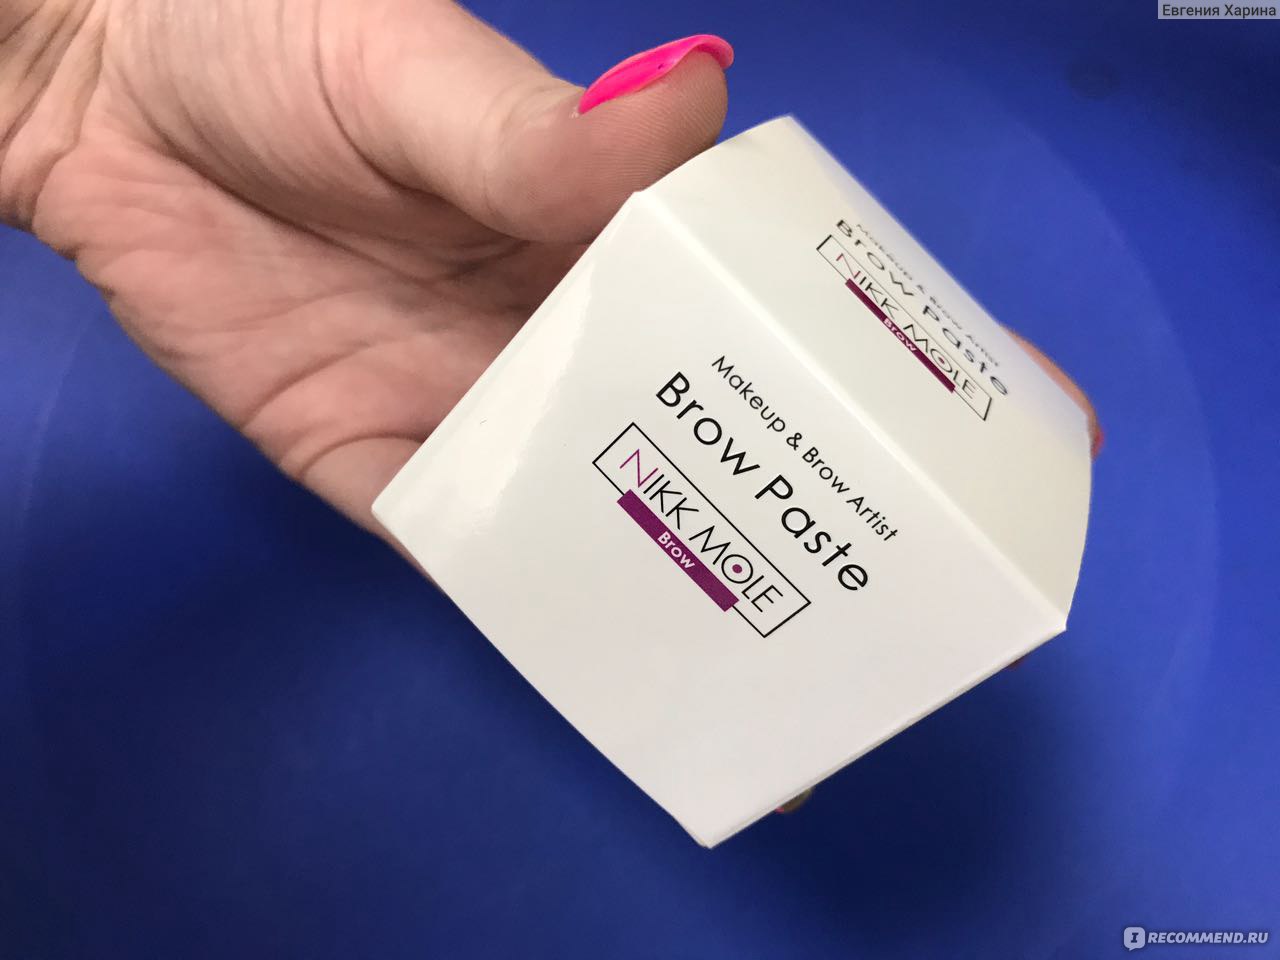 Евгения Харина
Makeup & Brow Artist
Brow Paste
NIKK MOLE
Brow
Makeup & Brow Artist
Brow Paste
NIKK MOLE
Brow
IRECOMMEND.RU